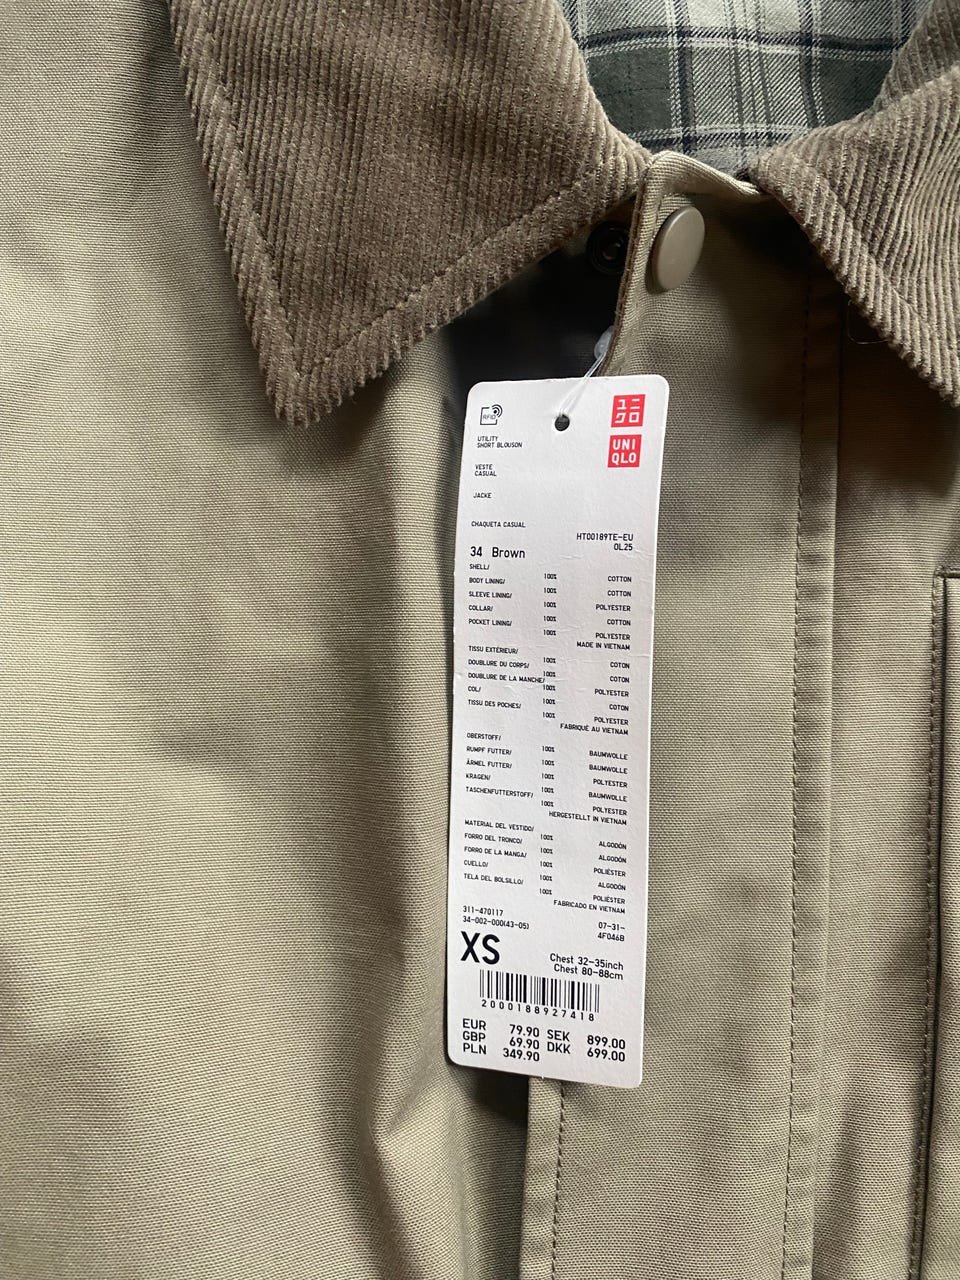 RFID
ユニ
クロ
UNI
QLO
UTILITY
SHORT BLOUSON
VESTE
CASUAL
JACKE
CHAQUETA CASUAL
HT00189TE-EU
34 Brown
0L25
SHELL/
100% COTTON
BODY LINING/
100% COTTON
SLEEVE LINING/
100% POLYESTER
COLLAR/
100% COTTON
POCKET LINING/
100% POLYESTER
MADE IN VIETNAM
TISSU EXTÉRIEUR/
100% COTON
DOUBLURE DU CORPS/
100% COTON
DOUBLURE DE LA MANCHE/
100% POLYESTER
COL/
100% COTON
TISSU DES POCHES/
100% POLYESTER
FABRIQUÉ AU VIETNAM
OBERSTOFF/
100% BAUMWOLLE
RUMPF FUTTER/
100% BAUMWOLLE
ÄRMEL FUTTER/
100% POLYESTER
KRAGEN/
100% BAUMWOLLE
TASCHENFUTTERSTOFF/
100% POLYESTER
HERGESTELLT IN VIETNAM
MATERIAL DEL VESTIDO/
100% ALGODÓN
FORRO DEL TRONCO/
100% ALGODÓN
FORRO DE LA MANGA/
100% POLIÉSTER
CUELLO/
100% ALGODÓN
TELA DEL BOLSILLO/
100% POLIÉSTER
FABRICADO EN VIETNAM
311-470117
07-31-
34-002-000(43-05)
4F046B
XS
Chest 32-35inch
Chest 80-88cm
2000188927418
EUR 79.90 SEK 899.00
GBP 69.90 DKK 699.00
PLN 349.90